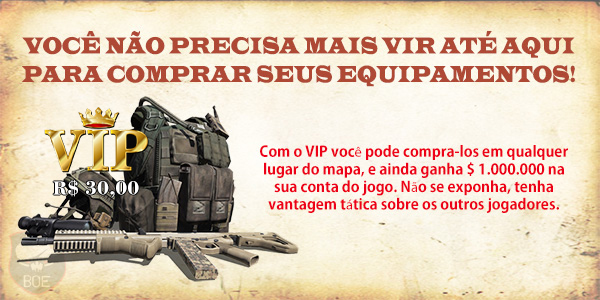 VOCÊ NÃO PRECISA MAIS VIR ATÉ AQUI
PARA COMPRAR SEUS EQUIPAMENTOS!
VIP
R$ 30,00
Com o VIP você pode compra-los em qualquer
lugar do mapa, e ainda ganha $ 1.000.000 na
sua conta do jogo. Não se exponha, tenha
vantagem tática sobre os outros jogadores.
BOE